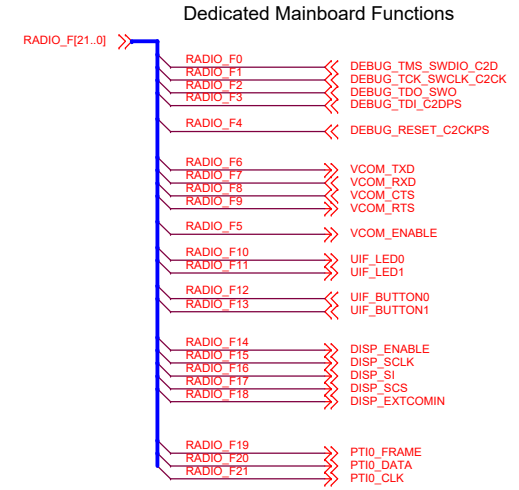 Dedicated Mainboard Functions
RADIO_F[21..0]
RADIO_F0 DEBUG_TMS_SWDIO_C2D
RADIO_F1 DEBUG_TCK_SWCLK_C2CK
RADIO_F2 DEBUG_TDO_SWO
RADIO_F3 DEBUG_TDI_C2DPS
RADIO_F4 DEBUG_RESET_C2CKPS
RADIO_F6 VCOM_TXD
RADIO_F7 VCOM_RXD
RADIO_F8 VCOM_CTS
RADIO_F9 VCOM_RTS
RADIO_F5 VCOM_ENABLE
RADIO_F10 UIF_LED0
RADIO_F11 UIF_LED1
RADIO_F12 UIF_BUTTON0
RADIO_F13 UIF_BUTTON1
RADIO_F14 DISP_ENABLE
RADIO_F15 DISP_SCLK
RADIO_F16 DISP_SI
RADIO_F17 DISP_SCS
RADIO_F18 DISP_EXTCOMIN
RADIO_F19 PTI0_FRAME
RADIO_F20 PTI0_DATA
RADIO_F21 PTI0_CLK